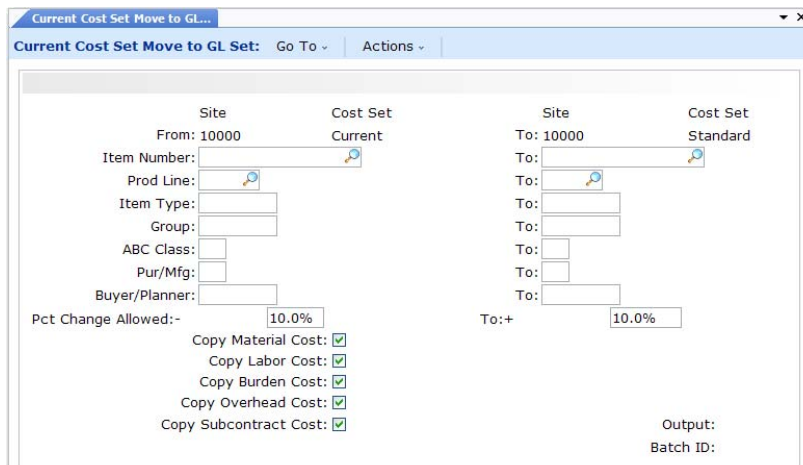 Current Cost Set Move to GL...
Current Cost Set Move to GL Set: Go To Actions
Site Cost Set Site Cost Set
From: 10000 Current To: 10000 Standard
Item Number: To:
Prod Line: To:
Item Type: To:
Group: To:
ABC Class: To:
Pur/Mfg: To:
Buyer/Planner: To:
Pct Change Allowed:- 10.0% To:+ 10.0%
Copy Material Cost:
Copy Labor Cost:
Copy Burden Cost:
Copy Overhead Cost:
Copy Subcontract Cost: Output:
Batch ID: